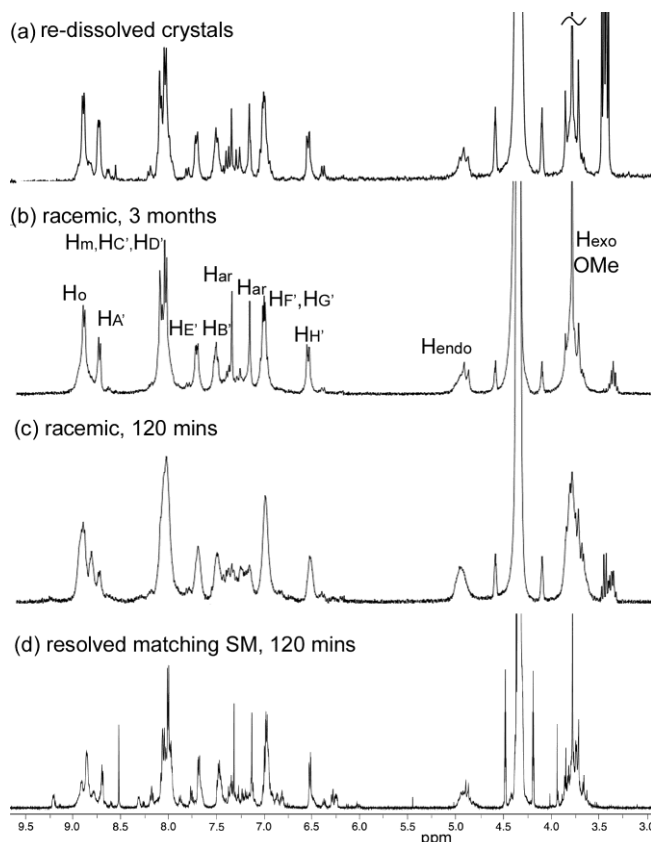 (a) re-dissolved crystals
(b) racemic, 3 months
Hm,HC',HD'
Ho
HA'
HE'
HB'
Har
Har
HF',HG'
HH'
Hendo
Hexo
OMe
(c) racemic, 120 mins
(d) resolved matching SM, 120 mins
9.5 9.0 8.5 8.0 7.5 7.0 6.5 6.0 5.5 5.0 4.5 4.0 3.5 3.0
ppm